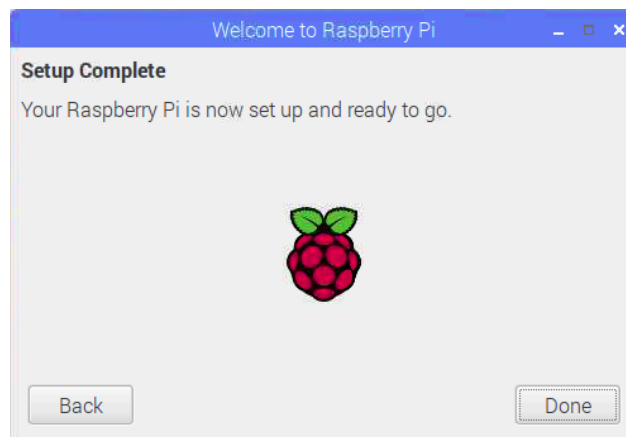 Welcome to Raspberry Pi
Setup Complete
Your Raspberry Pi is now set up and ready to go.
Back
Done